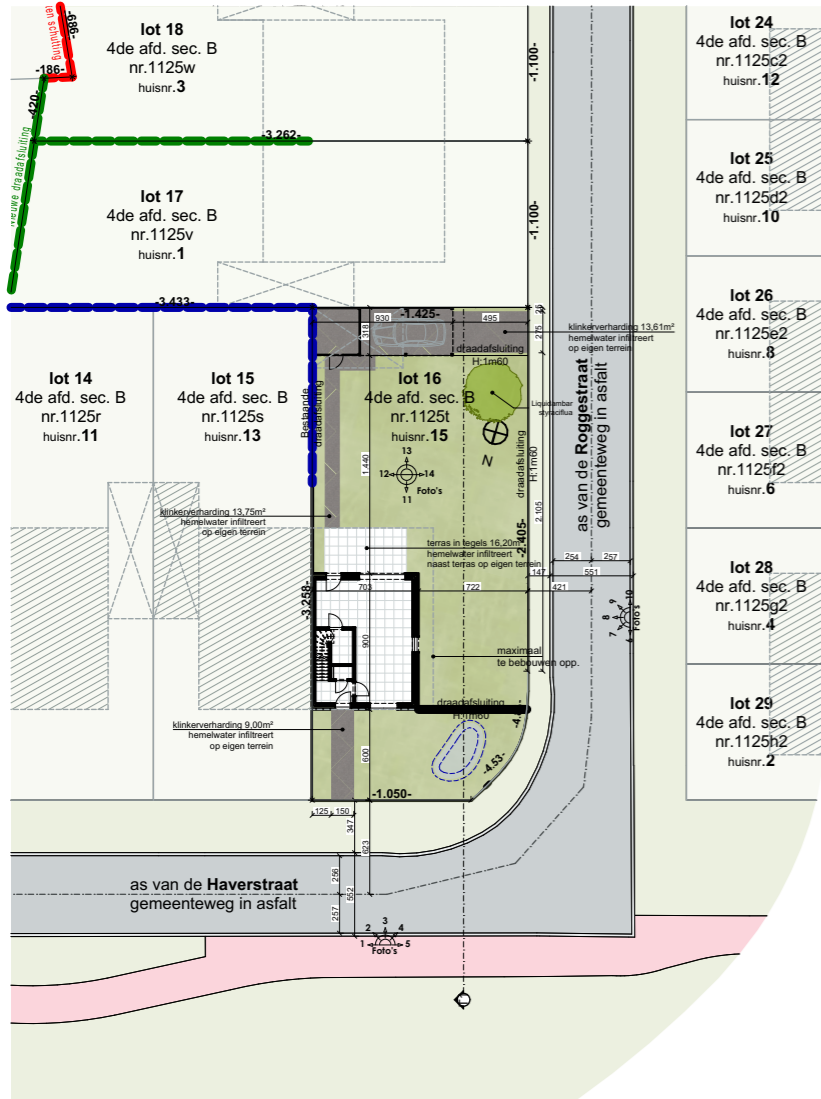 lot 18
4de afd. sec. B
nr.1125w
huisnr.3
-686-
-186-
-420-
Nieuwe draadafsluiting
-3.262-
-1.100-
lot 17
4de afd. sec. B
nr.1125v
huisnr.1
-1.100-
-3.433-
lot 24
4de afd. sec. B
nr.1125c2
huisnr.12
lot 25
4de afd. sec. B
nr.1125d2
huisnr.10
lot 26
4de afd. sec. B
nr.1125e2
huisnr.8
lot 27
4de afd. sec. B
nr.1125f2
huisnr.6
lot 28
4de afd. sec. B
nr.1125g2
huisnr.4
lot 29
4de afd. sec. B
nr.1125h2
huisnr.2
lot 14
4de afd. sec. B
nr.1125r
huisnr.11
lot 15
4de afd. sec. B
nr.1125s
huisnr.13
Bestaande
draadafsluiting
-1.425-
930
495
318
275
klinkerverharding 13,61m²
hemelwater infiltreert
op eigen terrein
draadafsluiting
H:1m60
lot 16
4de afd. sec. B
nr.1125t
huisnr.15
Liquidambar
styraciflua
N
1.440
13
12
14
11
Foto's
draadafsluiting
H:1m60
2.105
-2.405-
as van de Roggestraat
gemeenteweg in asfalt
klinkerverharding 13,75m²
hemelwater infiltreert
op eigen terrein
terras in tegels 16,20m²
hemelwater infiltreert
naast terras op eigen terrein
254
257
147
551
703
722
421
-3.258-
900
6
7
8
9
10
Foto's
maximaal
te bebouwen opp.
draadafsluiting
H:1m60
klinkerverharding 9,00m²
hemelwater infiltreert
op eigen terrein
600
-4.53-
-1.050-
125
150
347
623
256
552
257
as van de Haverstraat
gemeenteweg in asfalt
1
2
3
4
5
Foto's